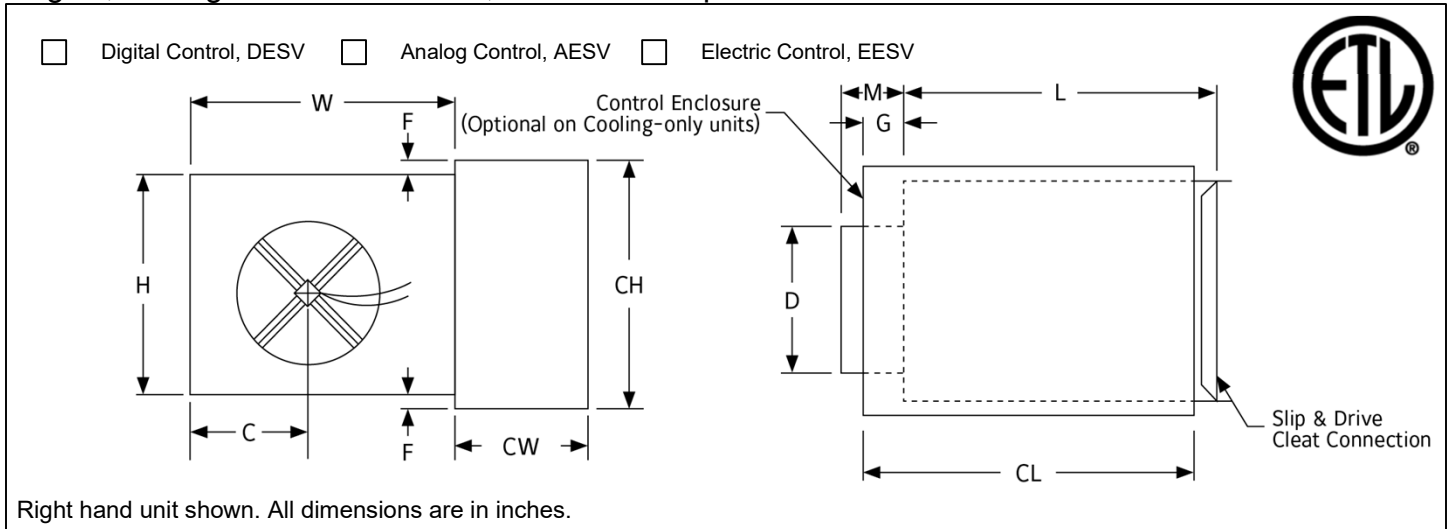 Digital Control, DESV Analog Control, AESV Electric Control, EESV
ETL
®
W
F
Control Enclosure
(Optional on Cooling-only units)
M
L
G
H
CH
D
C
F
CW
Slip & Drive
Cleat Connection
CL
Right hand unit shown. All dimensions are in inches.